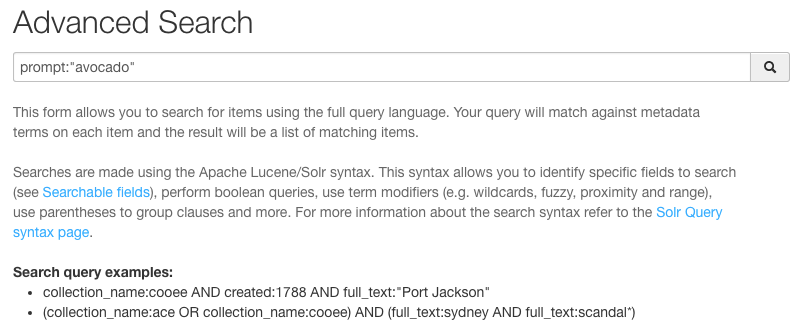 Advanced Search
prompt:"avocado"
This form allows you to search for items using the full query language. Your query will match against metadata
terms on each item and the result will be a list of matching items.
Searches are made using the Apache Lucene/Solr syntax. This syntax allows you to identify specific fields to search
(see Searchable fields), perform boolean queries, use term modifiers (e.g. wildcards, fuzzy, proximity and range),
use parentheses to group clauses and more. For more information about the search syntax refer to the Solr Query
syntax page.
Search query examples:
• collection_name:cooee AND created:1788 AND full_text:"Port Jackson"
• (collection_name:ace OR collection_name:cooee) AND (full_text:sydney AND full_text:scandal*)